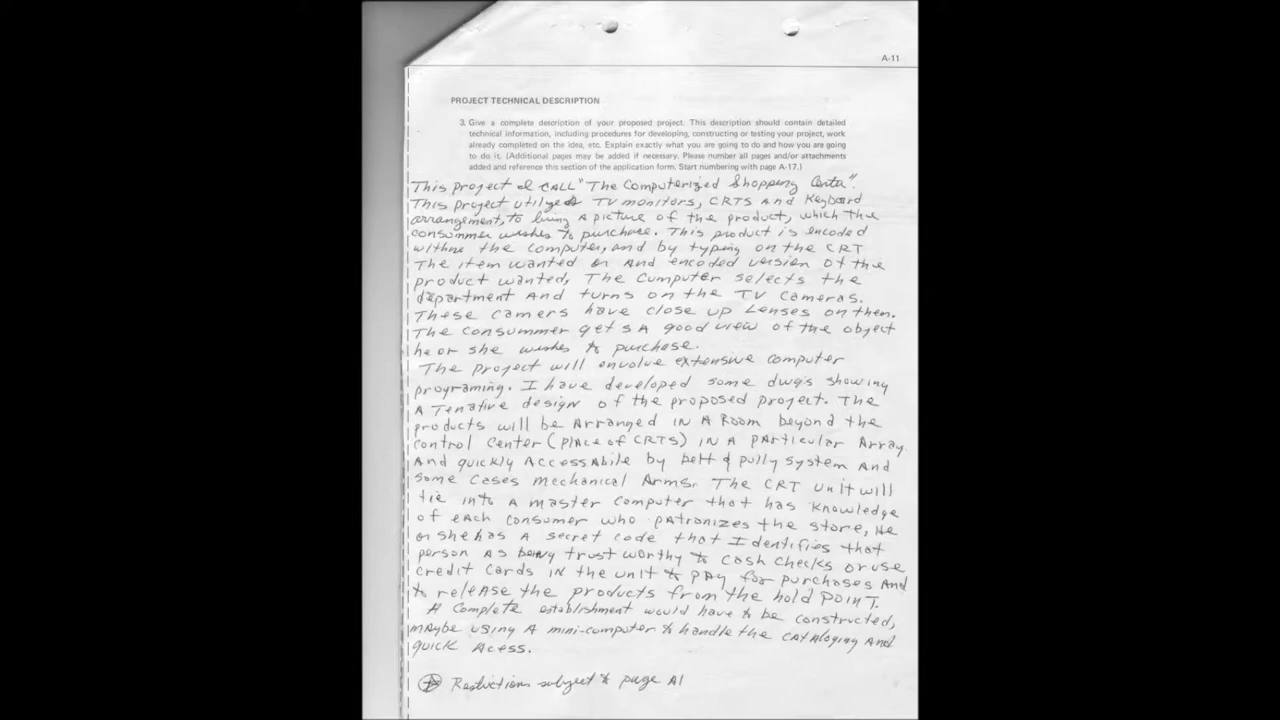 A-11
PROJECT TECHNICAL DESCRIPTION
3. Give a complete description of your proposed project. This description should contain detailed
technical information, including procedures for developing, constructing or testing your project, work
already completed on the idea, etc. Explain exactly what you are going to do and how you are going
to do it. (Additional pages may be added if necessary. Please number all pages and/or attachments
added and reference this section of the application form. Start numbering with page A-17.)
This project I CALL "The Computerized Shopping Center".
This project utilyes TV monitors, CRTS AND Keyboard
arrangement, to bring A picture of the product, which the
consummer wishes to purchase. This product is encoded
withne the computer, and by typing on the CRT
The item wanted or AND encoded version of the
product wanted, The Computer selects the
department AND turns on the TV CAMERAS.
These camers have close up Lenses on them.
The consummer gets A good view of the object
he or she wishes to purchase.
The project will envolve extensive computer
programing. I have developed some dwgs showing
A Tenative design of the proposed project. The
products will be Arranged IN A Room beyond the
control center (place of CRTS) IN A PArticular Array
And quickly Accessabile by belt & pully system AND
some cases mechanical Arms. The CRT unit will
tie into A master computer that has knowledge
of each consumer who patronizes the store, He
or she has A secret code that Identifies that
person As being trust worthy to cash checks or use
credit cards in the unit to pay for purchases And
to release the products from the hold POINT.
A Complete establishment would have to be constructed,
maybe using A mini-computer to handle the CATALOGING AND
quick Acess.
Restrictions subject to page A1